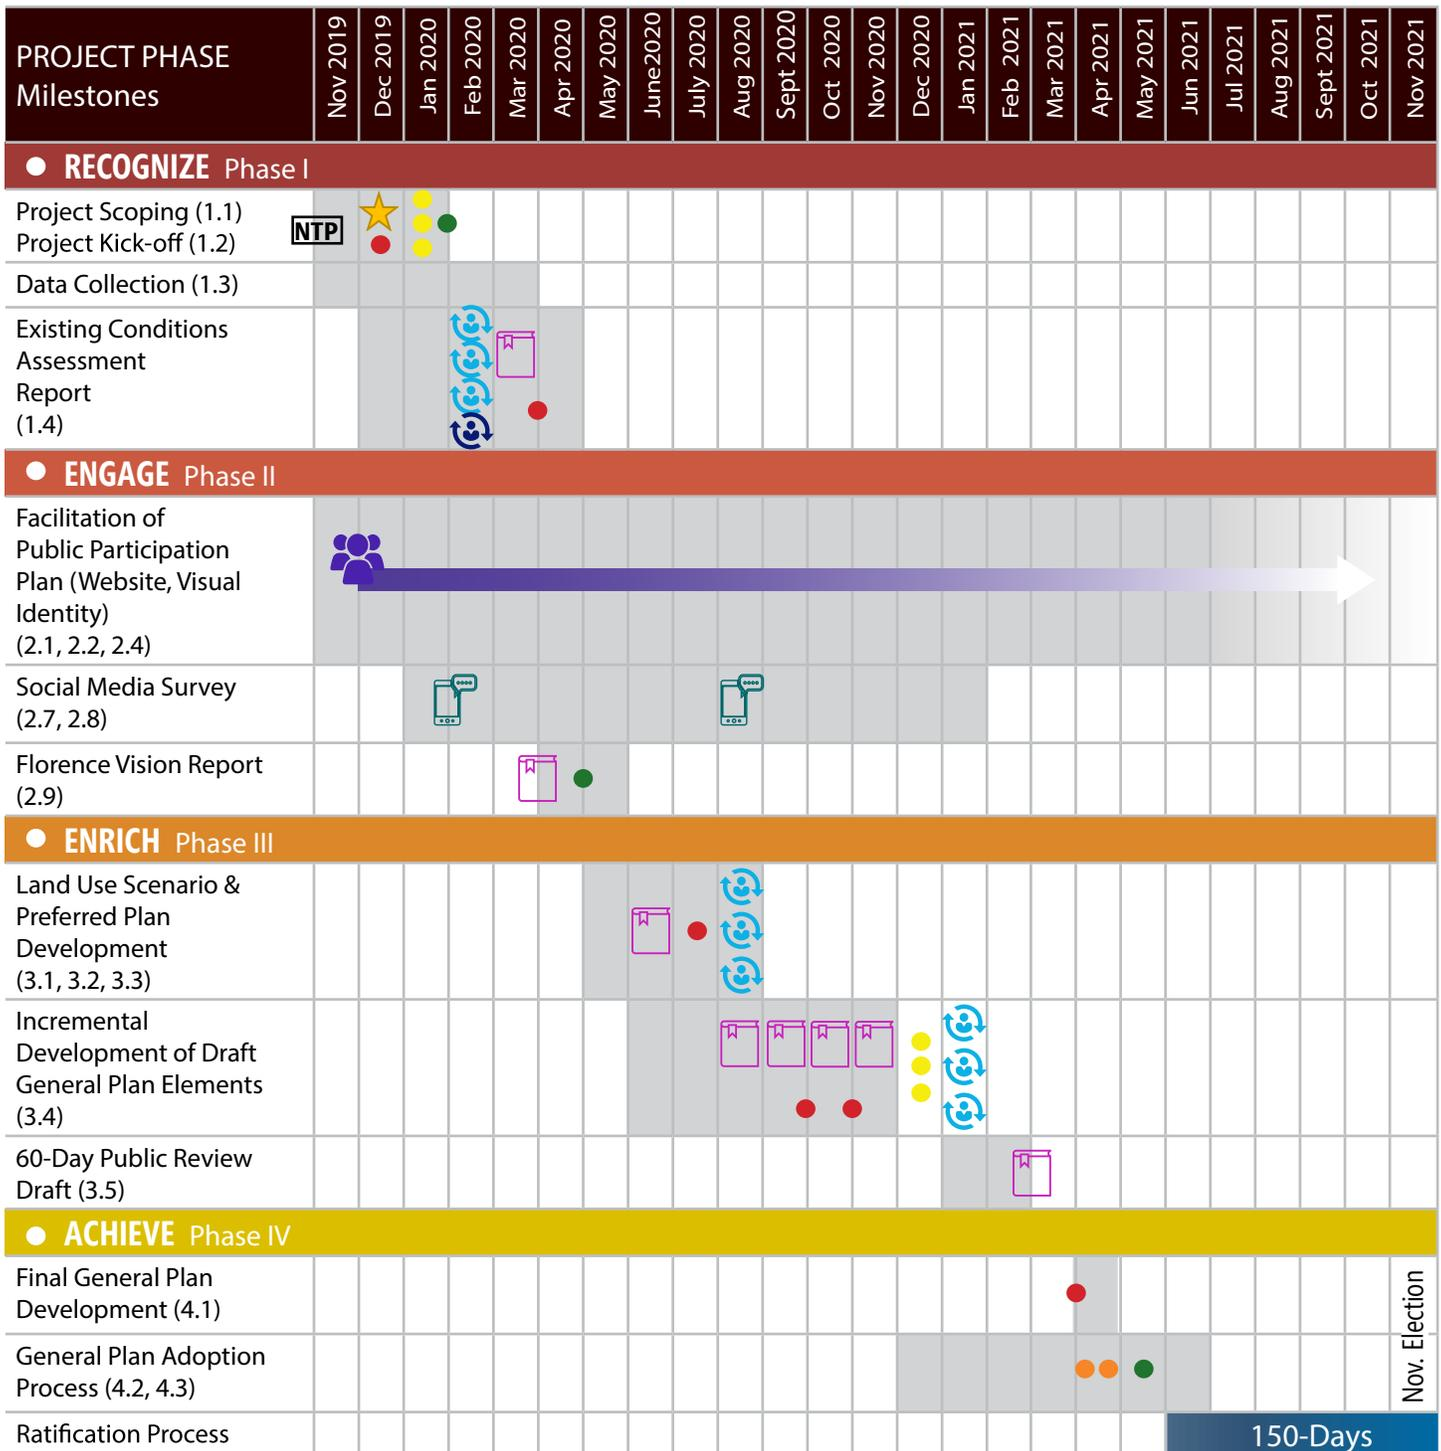 PROJECT PHASE
Milestones
Nov 2019
Dec 2019
Jan 2020
Feb 2020
Mar 2020
Apr 2020
May 2020
June2020
July 2020
Aug 2020
Sept 2020
Oct 2020
Nov 2020
Dec 2020
Jan 2021
Feb 2021
Mar 2021
Apr 2021
May 2021
Jun 2021
Jul 2021
Aug 2021
Sept 2021
Oct 2021
Nov 2021
RECOGNIZE Phase I
Project Scoping (1.1)
Project Kick-off (1.2)
NTP
Data Collection (1.3)
Existing Conditions
Assessment
Report
(1.4)
ENGAGE Phase II
Facilitation of
Public Participation
Plan (Website, Visual
Identity)
(2.1, 2.2, 2.4)
Social Media Survey
(2.7, 2.8)
Florence Vision Report
(2.9)
ENRICH Phase III
Land Use Scenario &
Preferred Plan
Development
(3.1, 3.2, 3.3)
Incremental
Development of Draft
General Plan Elements
(3.4)
60-Day Public Review
Draft (3.5)
ACHIEVE Phase IV
Final General Plan
Development (4.1)
General Plan Adoption
Process (4.2, 4.3)
Nov. Election
Ratification Process
150-Days